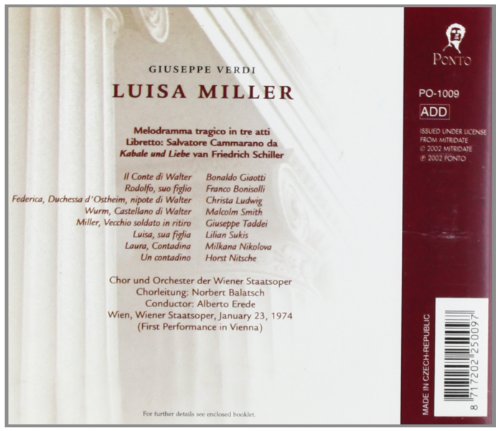 GIUSEPPE VERDI
LUISA MILLER
Melodramma tragico in tre atti
Libretto: Salvatore Cammarano da
Kabale und Liebe van Friedrich Schiller
Il Conte di Walter Bonaldo Giaotti
Rodolfo, suo figlio Franco Bonisolli
Federica, Duchessa d'Ostheim, nipote di Walter Christa Ludwig
Wurm, Castellano di Walter Malcolm Smith
Miller, Vecchio soldato in ritiro Giuseppe Taddei
Luisa, sua figlia Lilian Sukis
Laura, Contadina Milkana Nikolova
Un contadino Horst Nitsche
Chor und Orchester der Wiener Staatsoper
Chorleitung: Norbert Balatsch
Conductor: Alberto Erede
Wien, Wiener Staatsoper, January 23, 1974
(First Performance in Vienna)
For further details see enclosed booklet.
PONTO
PO-1009
ADD
ISSUED UNDER LICENSE
FROM MITRIDATE
© 2002 MITRIDATE
℗ 2002 PONTO
MADE IN CZECH-REPUBLIC
8 717202 250097